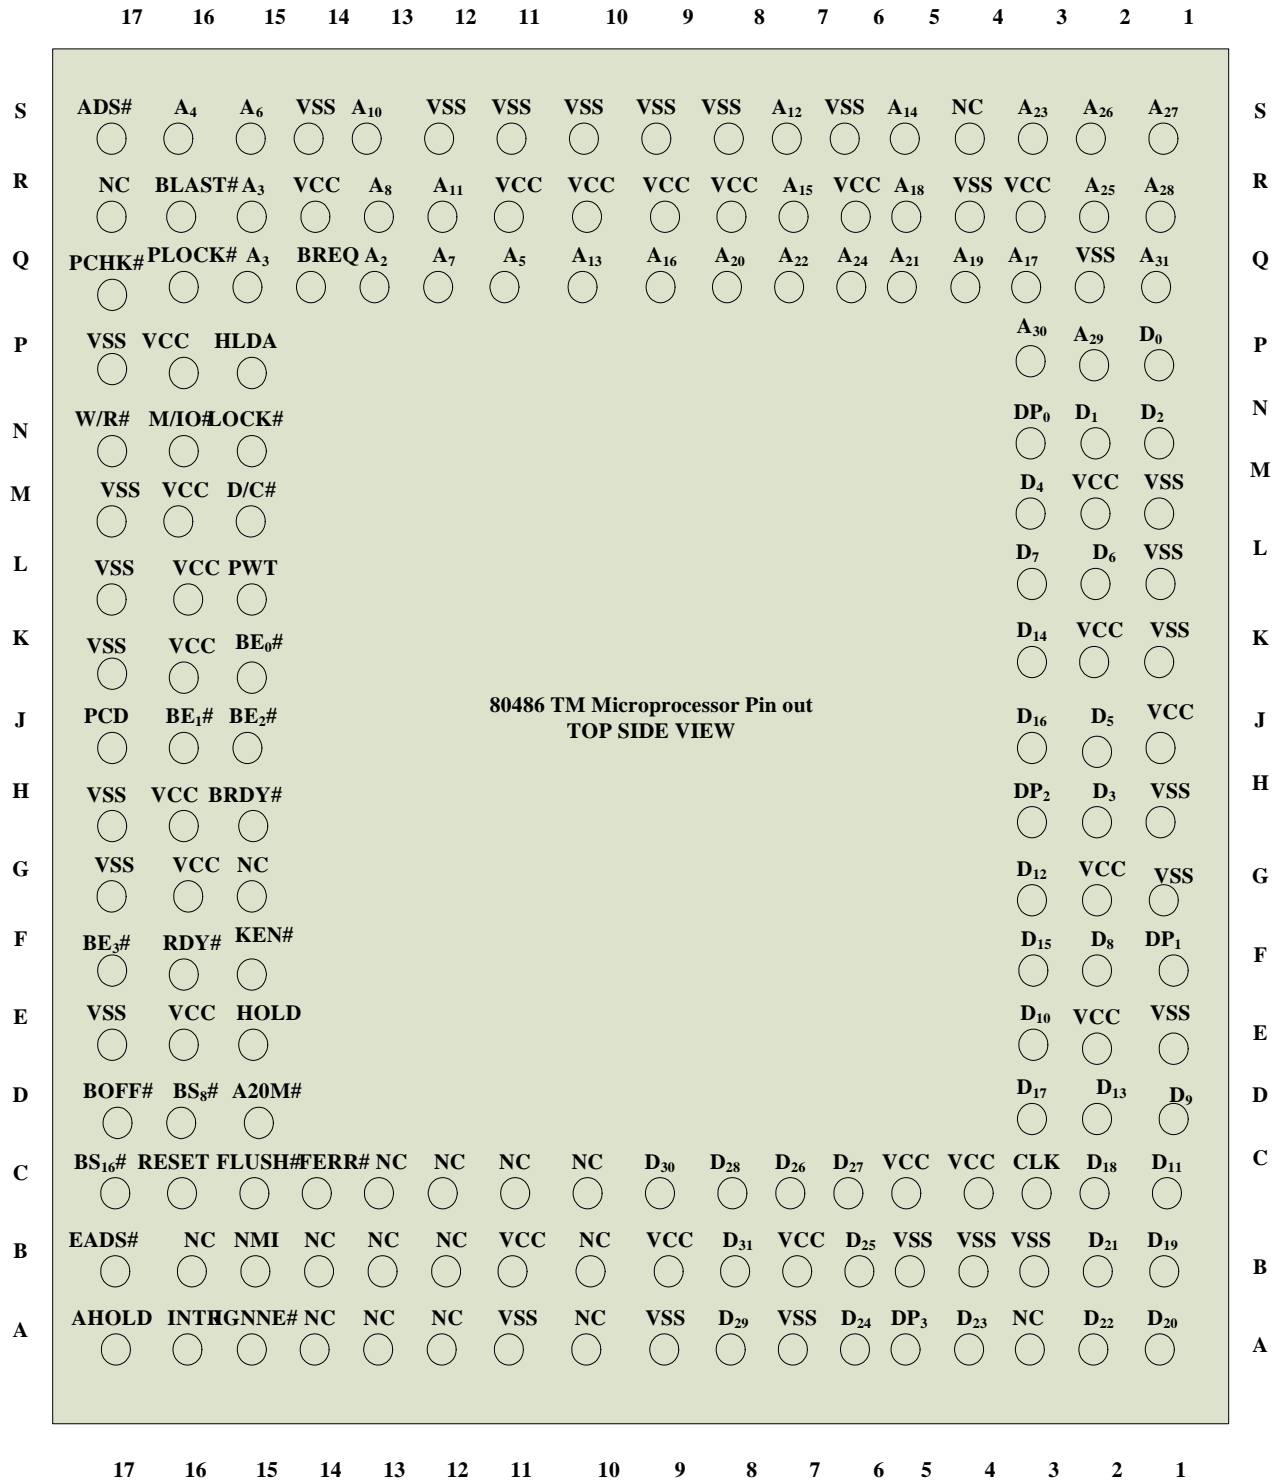 17 16 15 14 13 12 11 10 9 8 7 6 5 4 3 2 1
S ADS# A4 A6 VSS A10 VSS VSS VSS VSS VSS A12 VSS A14 NC A23 A26 A27 S
R NC BLAST# A3 VCC A8 A11 VCC VCC VCC VCC A15 VCC A18 VSS VCC A25 A28 R
Q PCHK# PLOCK# A3 BREQ A2 A7 A5 A13 A16 A20 A22 A24 A21 A19 A17 VSS A31 Q
P VSS VCC HLDA A30 A29 D0 P
N W/R# M/IO# LOCK# DP0 D1 D2 N
M VSS VCC D/C# D4 VCC VSS M
L VSS VCC PWT D7 D6 VSS L
K VSS VCC BE0# D14 VCC VSS K
80486 TM Microprocessor Pin out
J PCD BE1# BE2# D16 D5 VCC J
TOP SIDE VIEW
H VSS VCC BRDY# DP2 D3 VSS H
G VSS VCC NC D12 VCC VSS G
F BE3# RDY# KEN# D15 D8 DP1 F
E VSS VCC HOLD D10 VCC VSS E
D BOFF# BS8# A20M# D17 D13 D9 D
C BS16# RESET FLUSH# FERR# NC NC NC NC D30 D28 D26 D27 VCC VCC CLK D18 D11 C
B EADS# NC NMI NC NC NC VCC NC VCC D31 VCC D25 VSS VSS VSS D21 D19 B
A AHOLD INTR IGNNE# NC NC NC VSS NC VSS D29 VSS D24 DP3 D23 NC D22 D20 A
17 16 15 14 13 12 11 10 9 8 7 6 5 4 3 2 1